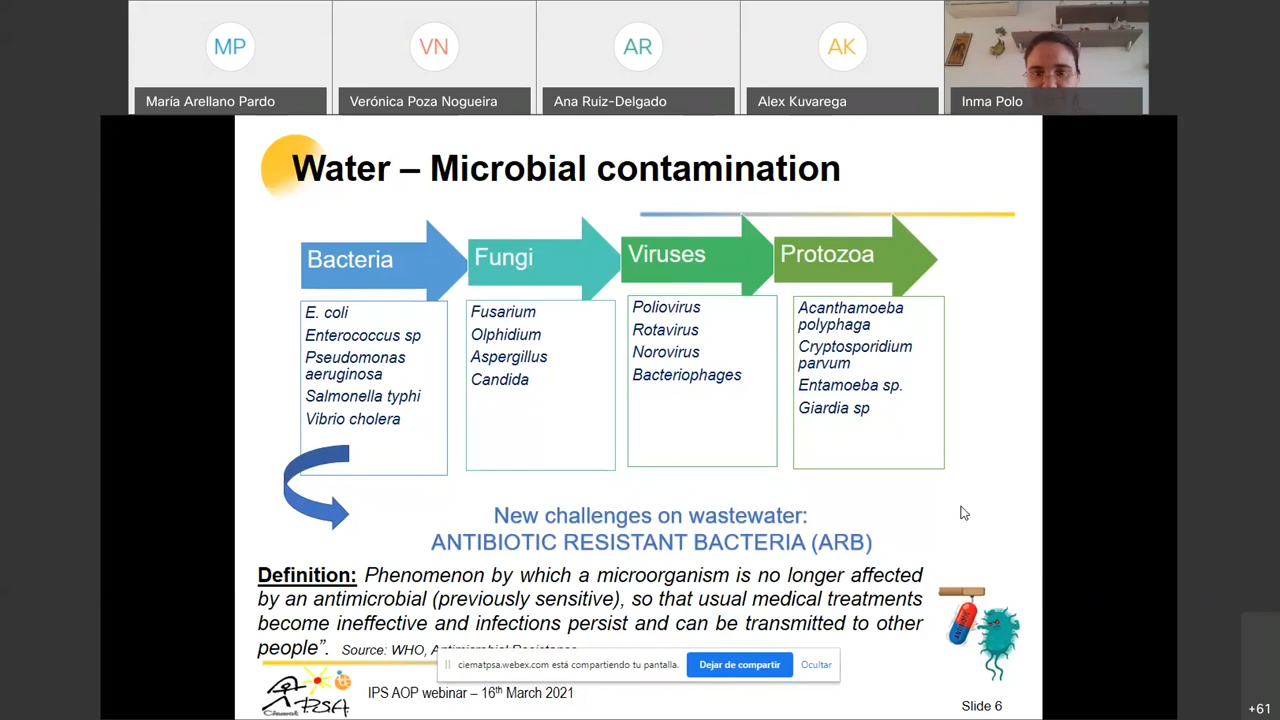 MP
VN
AR
AK
María Arellano Pardo
Verónica Poza Nogueira
Ana Ruiz-Delgado
Alex Kuvarega
Inma Polo
Water – Microbial contamination
Bacteria
Fungi
Viruses
Protozoa
E. coli
Enterococcus sp
Pseudomonas
aeruginosa
Salmonella typhi
Vibrio cholera
Fusarium
Olphidium
Aspergillus
Candida
Poliovirus
Rotavirus
Norovirus
Bacteriophages
Acanthamoeba
polyphaga
Cryptosporidium
parvum
Entamoeba sp.
Giardia sp
New challenges on wastewater:
ANTIBIOTIC RESISTANT BACTERIA (ARB)
Definition: Phenomenon by which a microorganism is no longer affected
by an antimicrobial (previously sensitive), so that usual medical treatments
become ineffective and infections persist and can be transmitted to other
people”. Source: WHO,
ANTIBIOTIC
ciematpsa.webex.com está compartiendo tu pantalla.
Dejar de compartir
Ocultar
PSA
Ciemat
IPS AOP webinar – 16th March 2021
Slide 6
+61